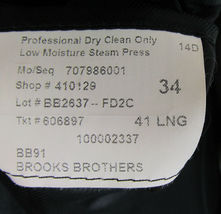 Professional Dry Clean Only
Low Moisture Steam Press
14D
Mo/Seq 707986001
34
Shop # 410129
Lot # BB2637 -- FD2C
Tkt # 606897
41 LNG
100002337
BB91
BROOKS BROTHERS